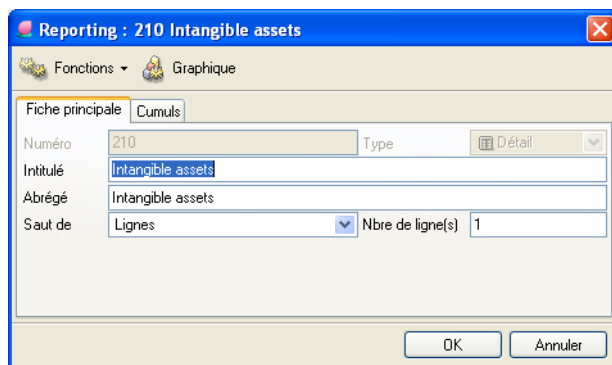 Reporting : 210 Intangible assets
Fonctions Graphique
Fiche principale Cumuls
Numéro 210 Type Détail
Intitulé Intangible assets
Abrégé Intangible assets
Saut de Lignes Nbre de ligne(s) 1
OK Annuler